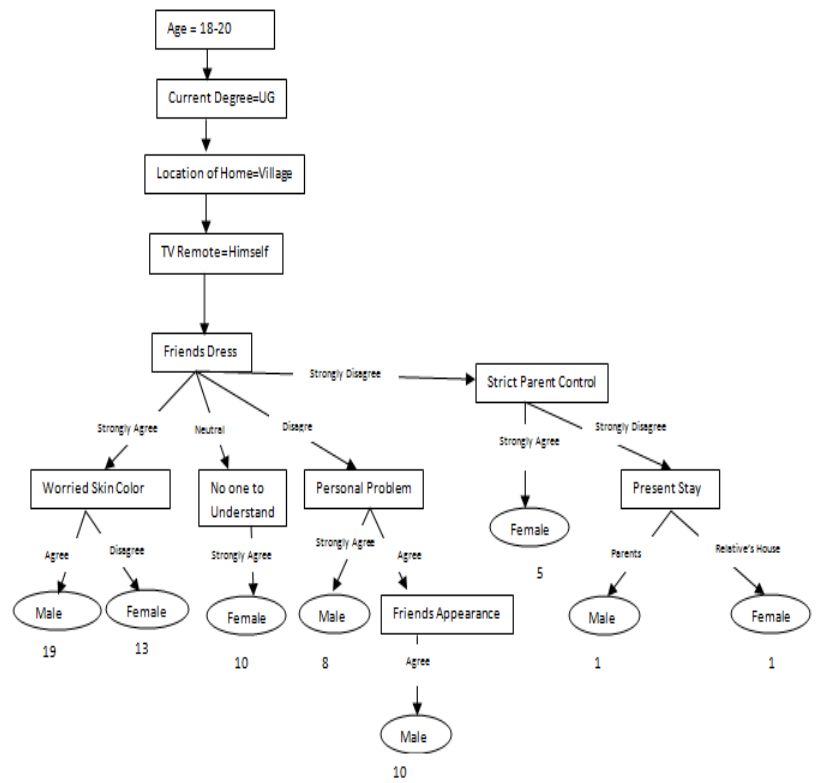 Age = 18-20
Current Degree=UG
Location of Home=Village
TV Remote=Himself
Friends Dress
Strongly Disagree
Strict Parent Control
Strongly Agree
Neutral
Disagre
Strongly Agree
Strongly Disagree
Worried Skin Color
No one to
Understand
Personal Problem
Present Stay
Female
5
Agree
Disagree
Strongly Agree
Strongly Agree
Agree
Parents
Relative's House
Male
19
Female
13
Female
10
Male
8
Friends Appearance
Male
1
Female
1
Agree
Male
10